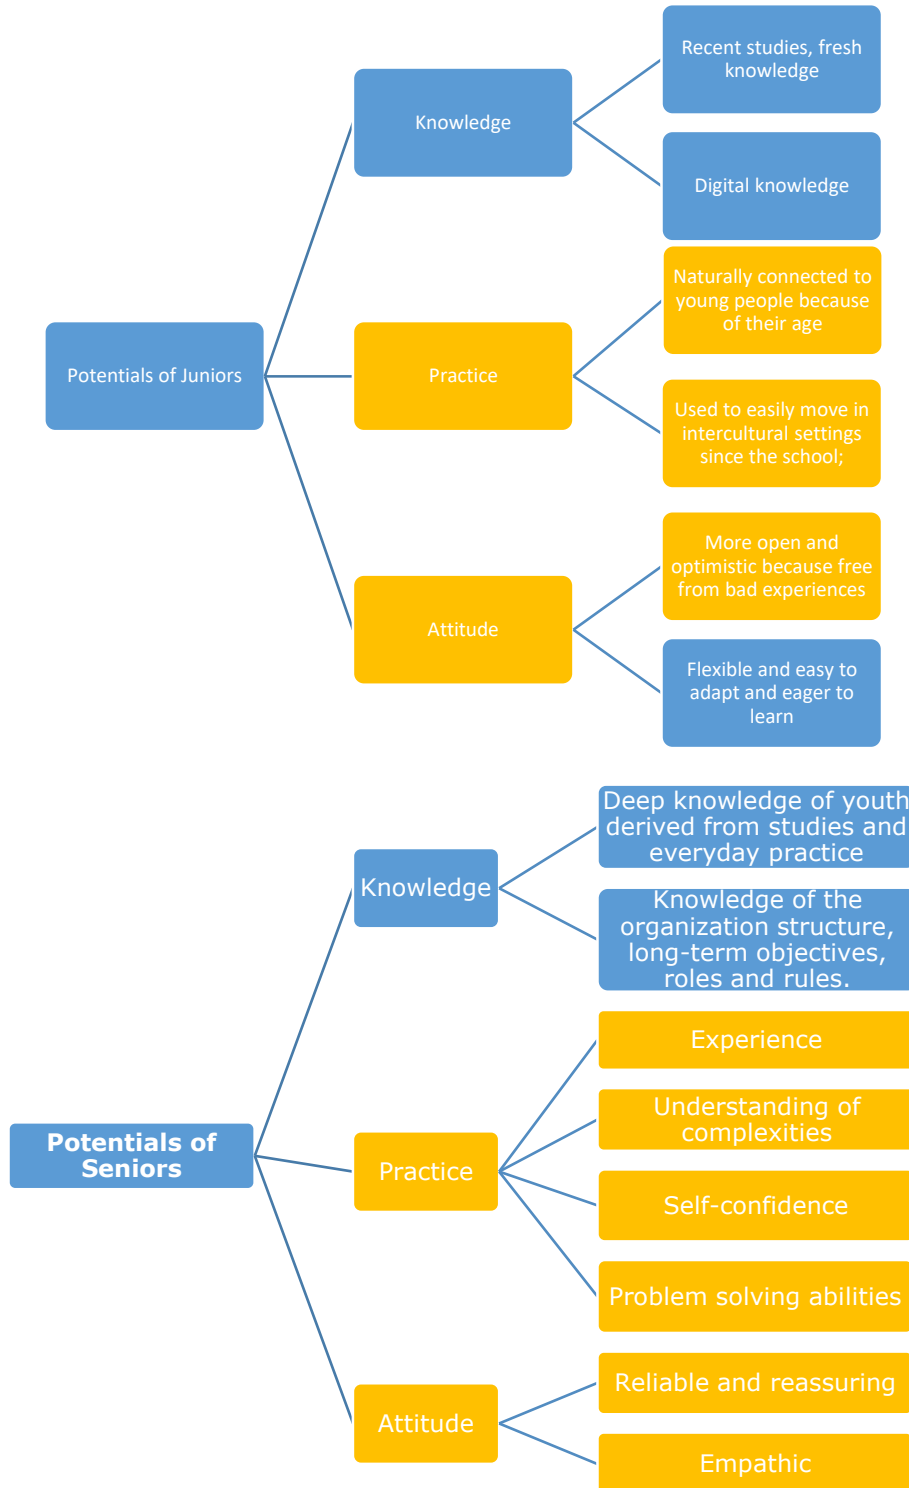 Potentials of Juniors
Knowledge
Recent studies, fresh
knowledge
Digital knowledge
Practice
Naturally connected to
young people because
of their age
Used to easily move in
intercultural settings
since the school;
Attitude
More open and
optimistic because free
from bad experiences
Flexible and easy to
adapt and eager to
learn
Potentials of
Seniors
Knowledge
Deep knowledge of youth
derived from studies and
everyday practice
Knowledge of the
organization structure,
long-term objectives,
roles and rules.
Practice
Experience
Understanding of
complexities
Self-confidence
Problem solving abilities
Attitude
Reliable and reassuring
Empathic